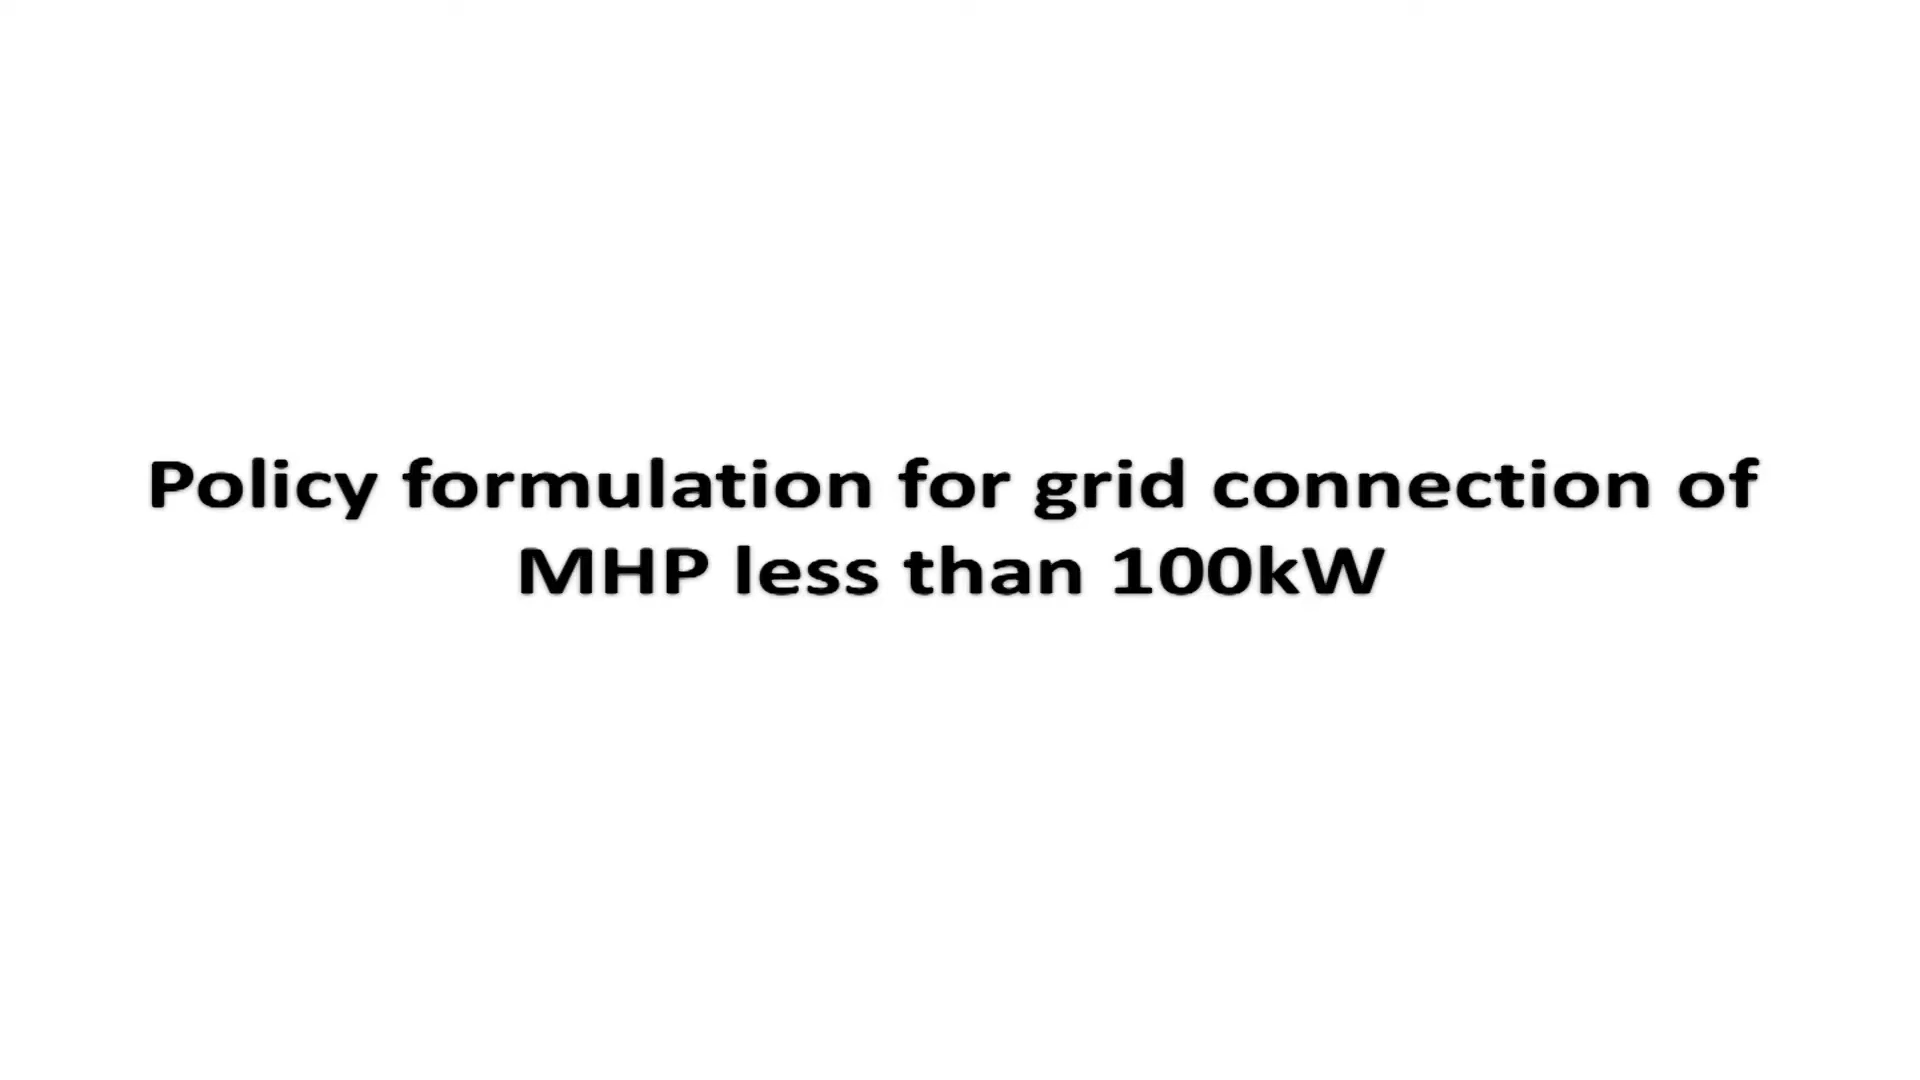 Policy formulation for grid connection of
MHP less than 100kW